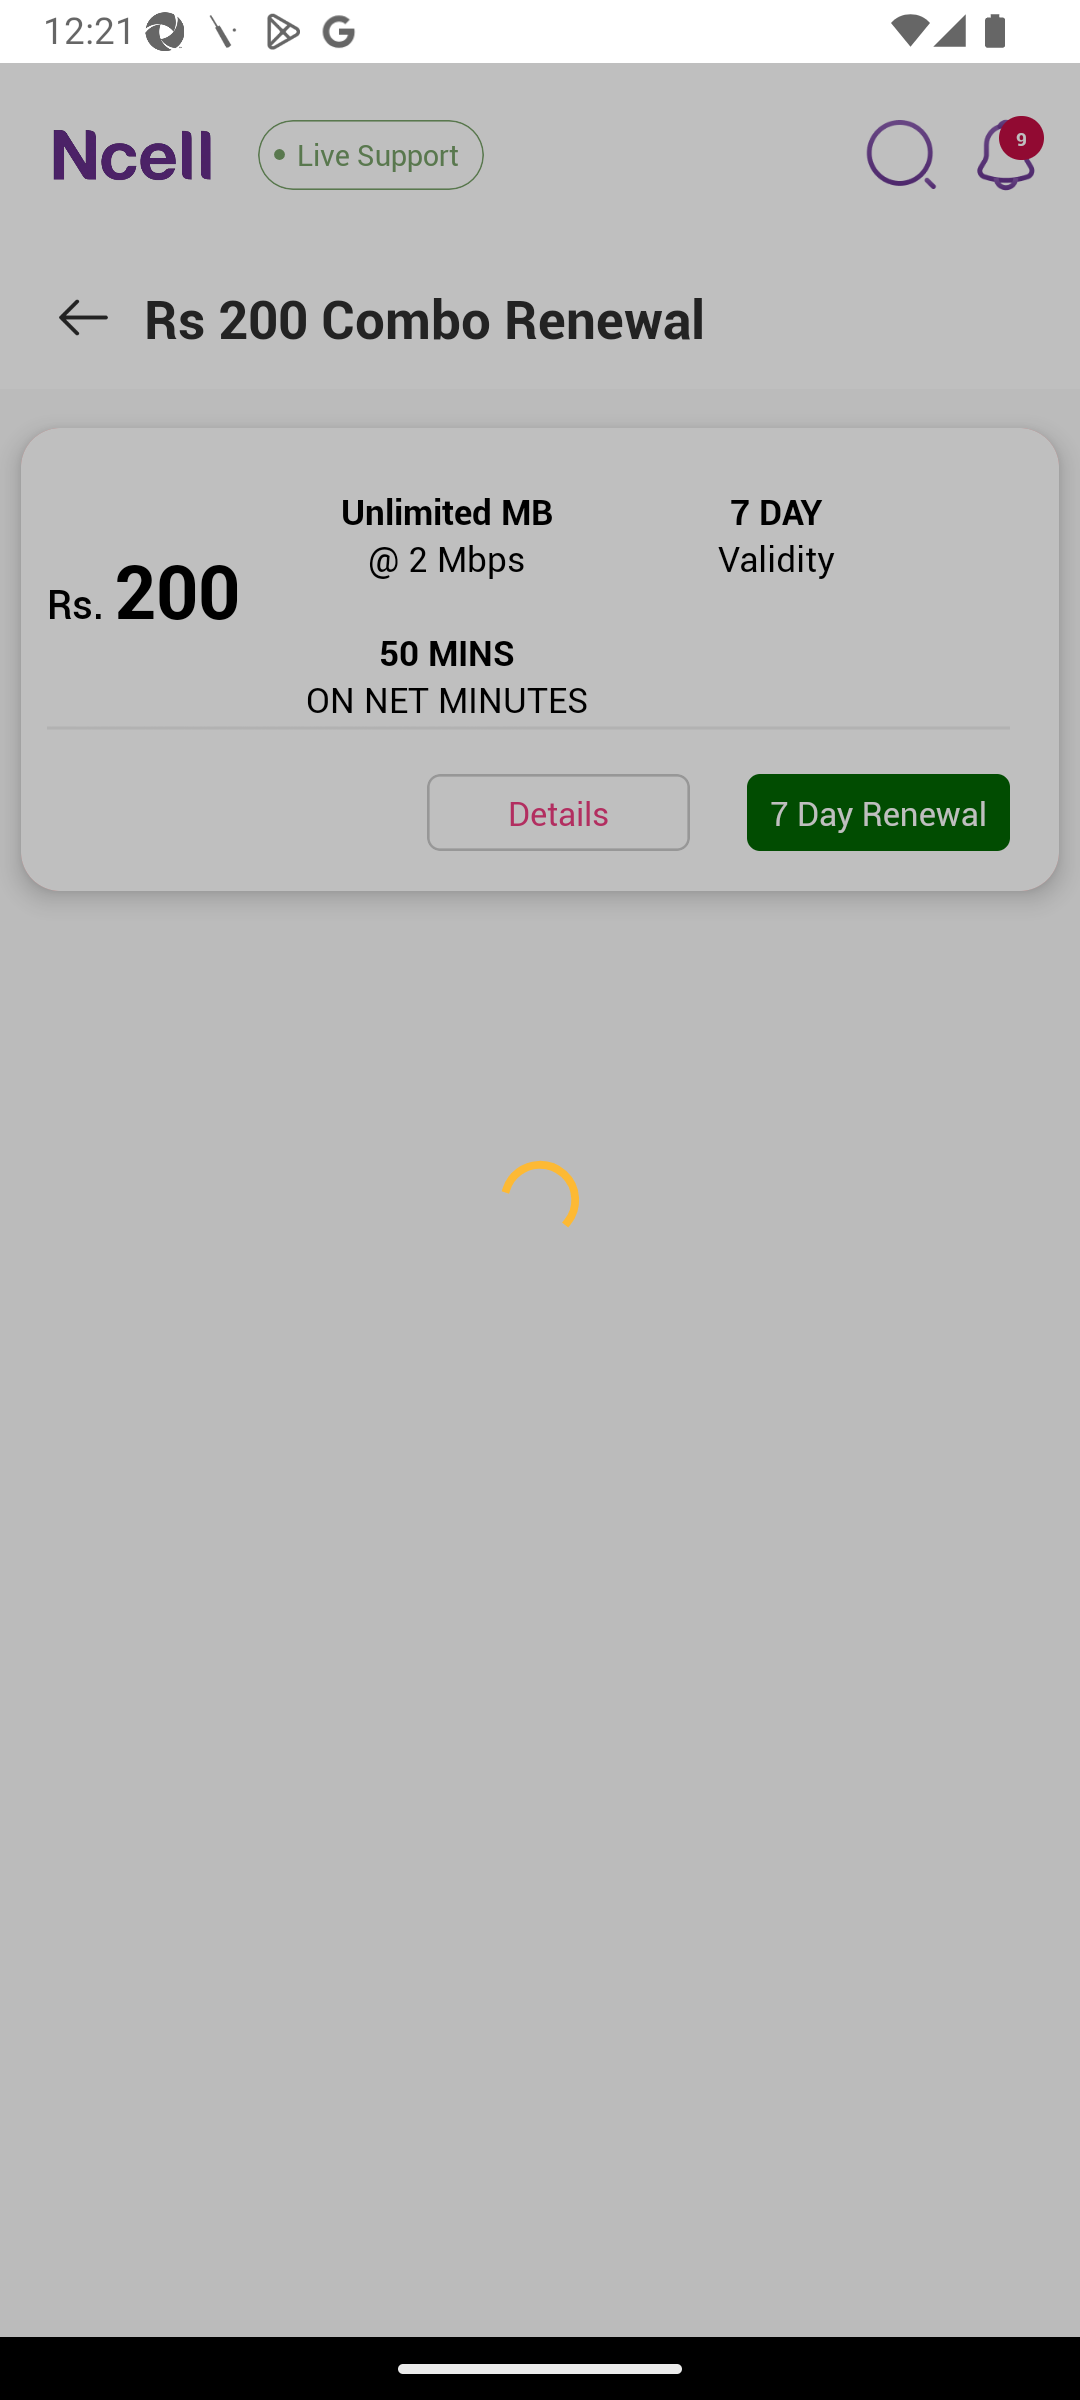 12:21
Ncell
Live Support
9
Rs 200 Combo Renewal
Unlimited MB
@ 2 Mbps
7 DAY
Validity
Rs. 200
50 MINS
ON NET MINUTES
Details
7 Day Renewal